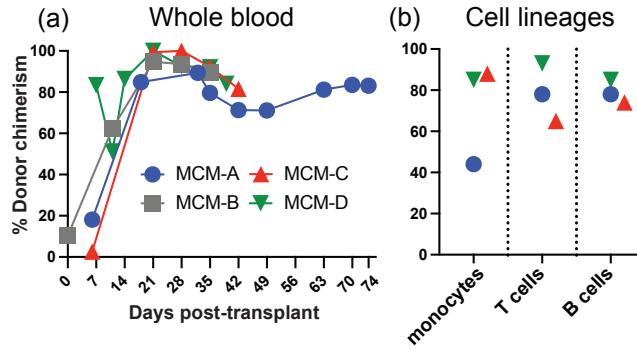 (a) Whole blood
% Donor chimerism
100
80
60
40
20
0
MCM-A MCM-C
MCM-B MCM-D
0 7 14 21 28 35 42 49 56 63 70 74
Days post-transplant
(b) Cell lineages
100
80
60
40
20
0
monocytes
T cells
B cells